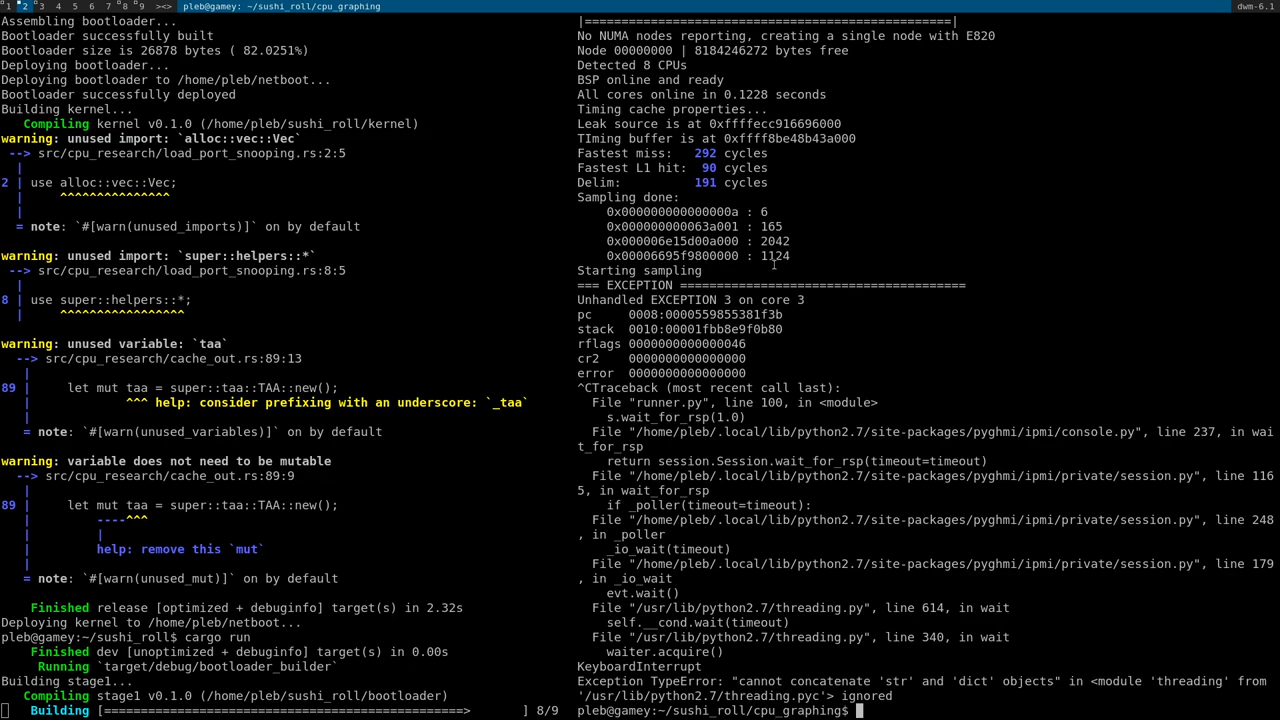 1 2 3 4 5 6 7 8 9 ><> pleb@gamey: ~/sushi_roll/cpu_graphing dwm-6.1
Assembling bootloader...
Bootloader successfully built
Bootloader size is 26878 bytes ( 82.0251%)
Deploying bootloader...
Deploying bootloader to /home/pleb/netboot...
Bootloader successfully deployed
Building kernel...
Compiling kernel v0.1.0 (/home/pleb/sushi_roll/kernel)
warning: unused import: `alloc::vec::Vec`
--> src/cpu_research/load_port_snooping.rs:2:5
|
2 | use alloc::vec::Vec;
| ^^^^^^^^^^^^^^^
|
= note: `#[warn(unused_imports)]` on by default
warning: unused import: `super::helpers::*`
--> src/cpu_research/load_port_snooping.rs:8:5
|
8 | use super::helpers::*;
| ^^^^^^^^^^^^^^^^^
warning: unused variable: `taa`
--> src/cpu_research/cache_out.rs:89:13
|
89 | let mut taa = super::taa::TAA::new();
| ^^^ help: consider prefixing with an underscore: `_taa`
|
= note: `#[warn(unused_variables)]` on by default
warning: variable does not need to be mutable
--> src/cpu_research/cache_out.rs:89:9
|
89 | let mut taa = super::taa::TAA::new();
| ----^^^
| |
| help: remove this `mut`
|
= note: `#[warn(unused_mut)]` on by default
Finished release [optimized + debuginfo] target(s) in 2.32s
Deploying kernel to /home/pleb/netboot...
pleb@gamey:~/sushi_roll$ cargo run
Finished dev [unoptimized + debuginfo] target(s) in 0.00s
Running `target/debug/bootloader_builder`
Building stage1...
Compiling stage1 v0.1.0 (/home/pleb/sushi_roll/bootloader)
Building [=================================================> ] 8/9
|==================================================|
No NUMA nodes reporting, creating a single node with E820
Node 00000000 | 8184246272 bytes free
Detected 8 CPUs
BSP online and ready
All cores online in 0.1228 seconds
Timing cache properties...
Leak source is at 0xffffecc916696000
TIming buffer is at 0xffff8be48b43a000
Fastest miss: 292 cycles
Fastest L1 hit: 90 cycles
Delim: 191 cycles
Sampling done:
0x000000000000000a : 6
0x000000000063a001 : 165
0x000006e15d00a000 : 2042
0x00006695f9800000 : 1124
Starting sampling
=== EXCEPTION =======================================
Unhandled EXCEPTION 3 on core 3
pc 0008:0000559855381f3b
stack 0010:00001fbb8e9f0b80
rflags 0000000000000046
cr2 0000000000000000
error 0000000000000000
^CTraceback (most recent call last):
File "runner.py", line 100, in <module>
s.wait_for_rsp(1.0)
File "/home/pleb/.local/lib/python2.7/site-packages/pyghmi/ipmi/console.py", line 237, in wai
t_for_rsp
return session.Session.wait_for_rsp(timeout=timeout)
File "/home/pleb/.local/lib/python2.7/site-packages/pyghmi/ipmi/private/session.py", line 116
5, in wait_for_rsp
if _poller(timeout=timeout):
File "/home/pleb/.local/lib/python2.7/site-packages/pyghmi/ipmi/private/session.py", line 248
, in _poller
_io_wait(timeout)
File "/home/pleb/.local/lib/python2.7/site-packages/pyghmi/ipmi/private/session.py", line 179
, in _io_wait
evt.wait()
File "/usr/lib/python2.7/threading.py", line 614, in wait
self.__cond.wait(timeout)
File "/usr/lib/python2.7/threading.py", line 340, in wait
waiter.acquire()
KeyboardInterrupt
Exception TypeError: "cannot concatenate 'str' and 'dict' objects" in <module 'threading' from
'/usr/lib/python2.7/threading.pyc'> ignored
pleb@gamey:~/sushi_roll/cpu_graphing$